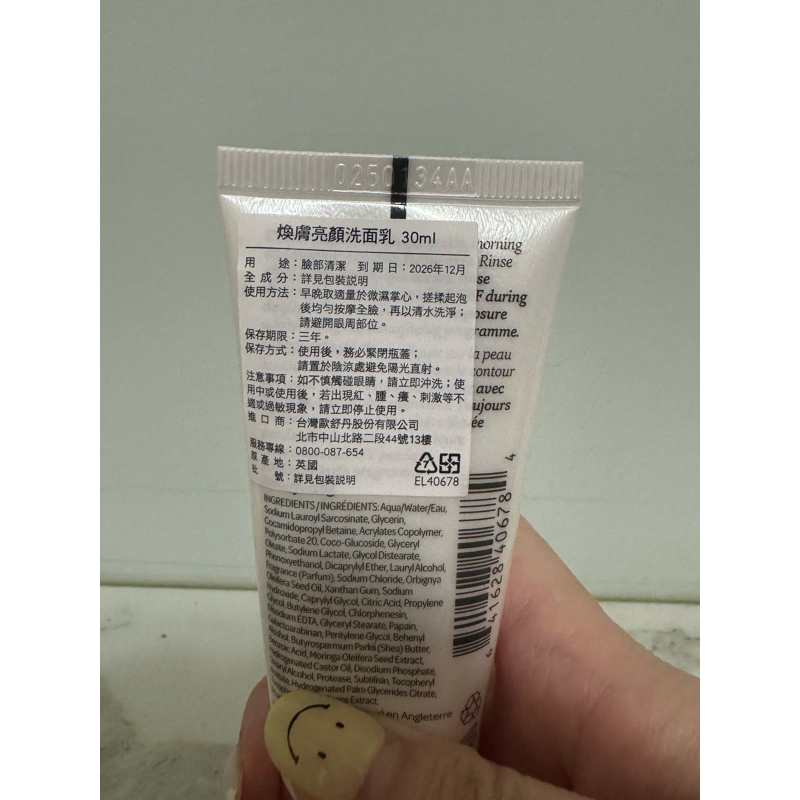 煥膚亮顏洗面乳 30ml
用 途：臉部清潔 到期日：2026年12月
全成分：詳見包裝説明
使用方法：早晚取適量於微濕掌心，搓揉起泡
後均勻按摩全臉，再以清水洗淨；
請避開眼周部位。
保存期限：三年。
保存方式：使用後，務必緊閉瓶蓋；
請置於陰涼處避免陽光直射。
注意事項：如不慎觸碰眼睛，請立即沖洗；使
用中或使用後，若出現紅、腫、癢、刺激等不
適或過敏現象，請立即停止使用。
進口商：台灣歐舒丹股份有限公司
北市中山北路二段44號13樓
服務專線：0800-087-654
原產地：英國
批 號：詳見包裝説明
EL40678
morning
Rinse
se
F during
osure
ramme.
a peau
contour
avec
ujours
ée
INGREDIENTS/INGRÉDIENTS: Aqua/Water/Eau,
Sodium Lauroyl Sarcosinate, Glycerin,
Cocamidopropyl Betaine, Acrylates Copolymer,
Polysorbate 20, Coco-Glucoside, Glyceryl
Oleate, Sodium Lactate, Glycol Distearate,
Phenoxyethanol, Dicaprylyl Ether, Lauryl Alcohol,
Fragrance (Parfum), Sodium Chloride, Orbignya
Oleifera Seed Oil, Xanthan Gum, Sodium
Hydroxide, Caprylyl Glycol, Citric Acid, Propylene
Glycol, Butylene Glycol, Chlorphenesin,
Disodium EDTA, Glyceryl Stearate, Papain,
Galactoarabinan, Pentylene Glycol, Behenyl
Alcohol, Butyrospermum Parkii (Shea) Butter,
Benzoic Acid, Moringa Oleifera Seed Extract,
Hydrogenated Castor Oil, Disodium Phosphate,
Alcohol, Protease, Subtilisin, Tocopheryl
Hydrogenated Palm Glycerides Citrate,
Extract,
en Angleterre
6 41628 40678 4